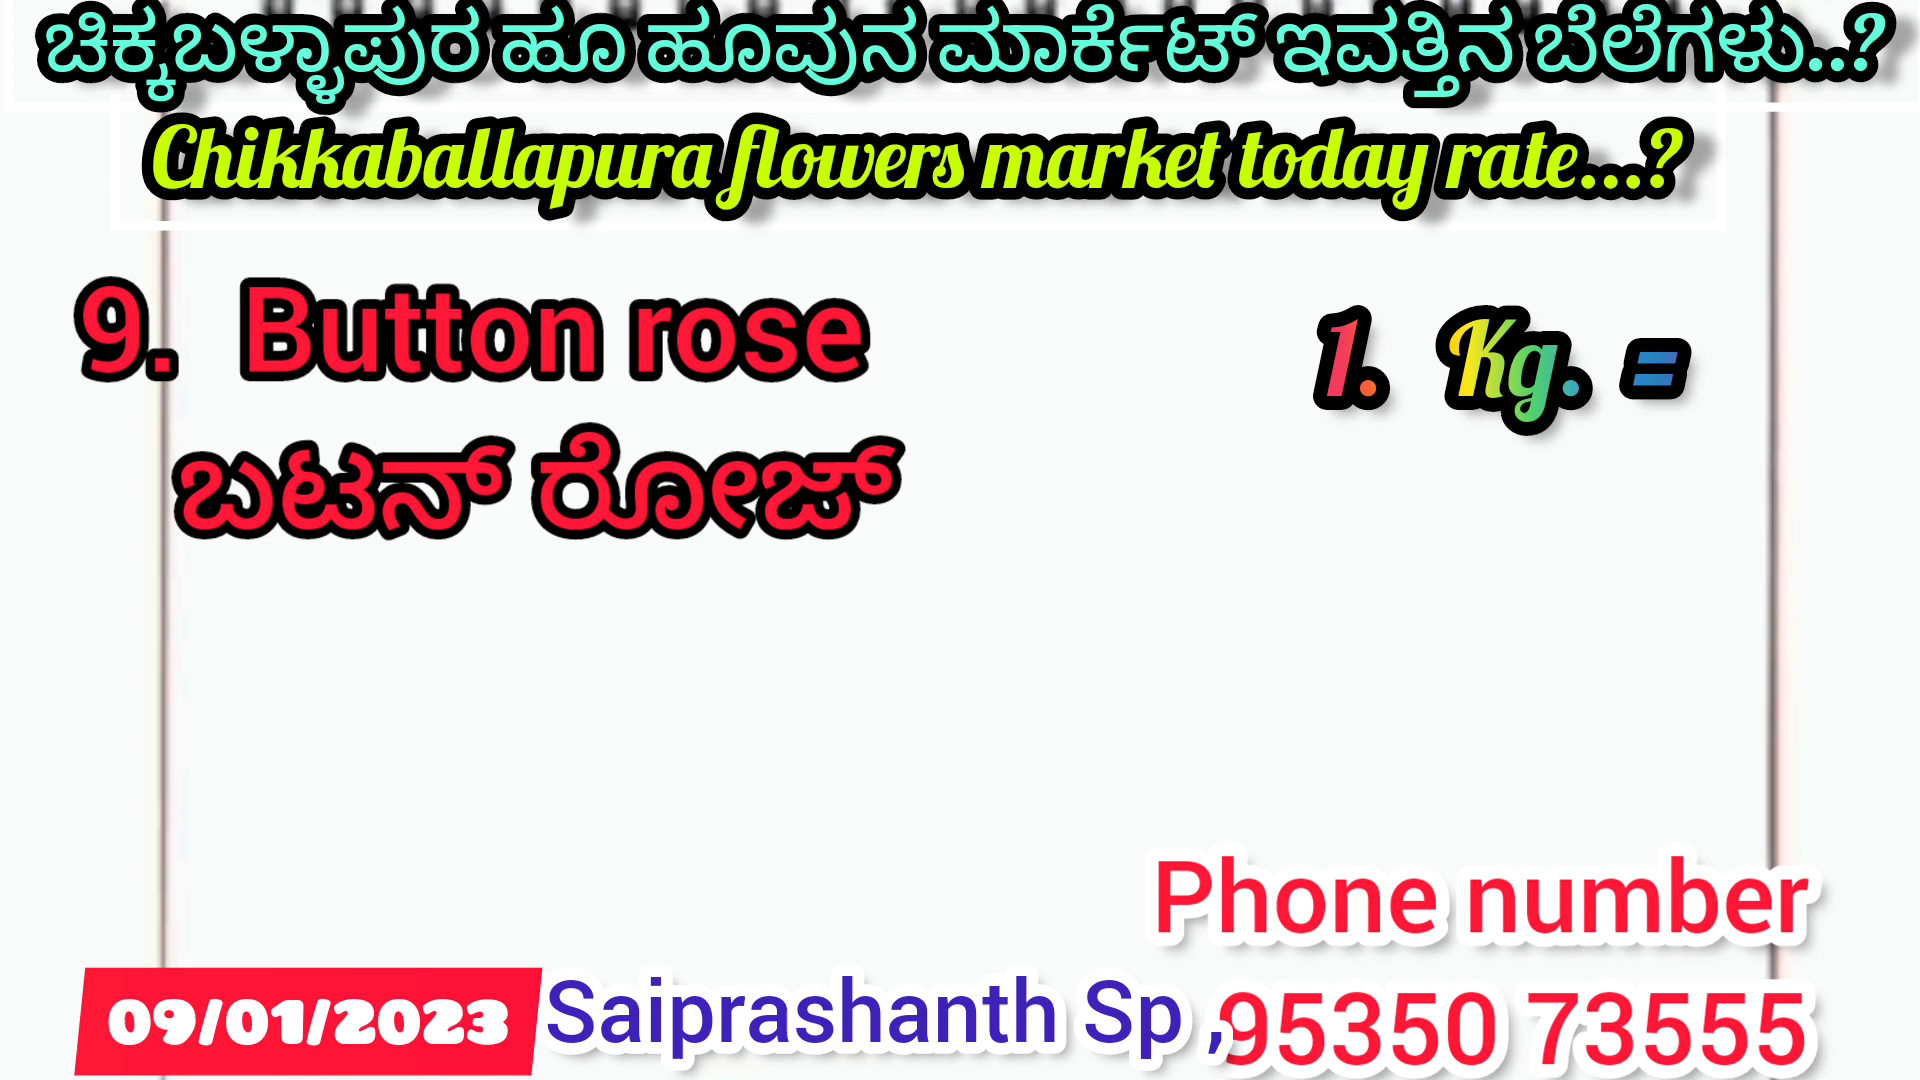 ಚಿಕ್ಕಬಳ್ಳಾಪುರ ಹೂ ಹೂವುನ ಮಾರ್ಕೆಟ್ ಇವತ್ತಿನ ಬೆಲೆಗಳು..?
Chikkaballapura flowers market today rate...?
9. Button rose 1. Kg. =
ಬಟನ್ ರೋಜ್
Phone number
09/01/2023 Saiprashanth Sp , 95350 73555